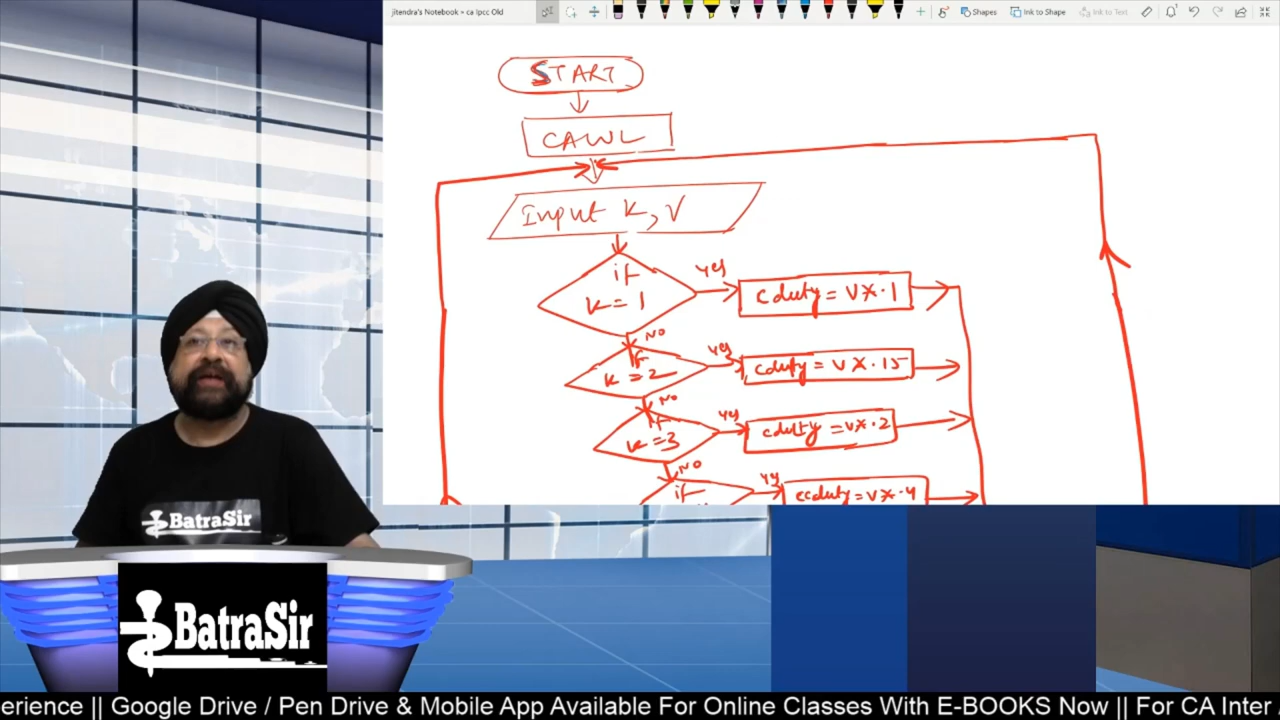 jitendra's Notebook > ca Ipcc Old
Shapes
Ink to Shape
Ink to Text
START
CAWL
Input K, V
if
K = 1
yes
cduty = V X .1
NO
if
K = 2
yes
cduty = V X .15
NO
if
K = 3
yes
cduty = V X .2
NO
if
yes
ccduty = V X .4
BatraSir
BatraSir
erience || Google Drive / Pen Drive & Mobile App Available For Online Classes With E-BOOKS Now || For CA Inter